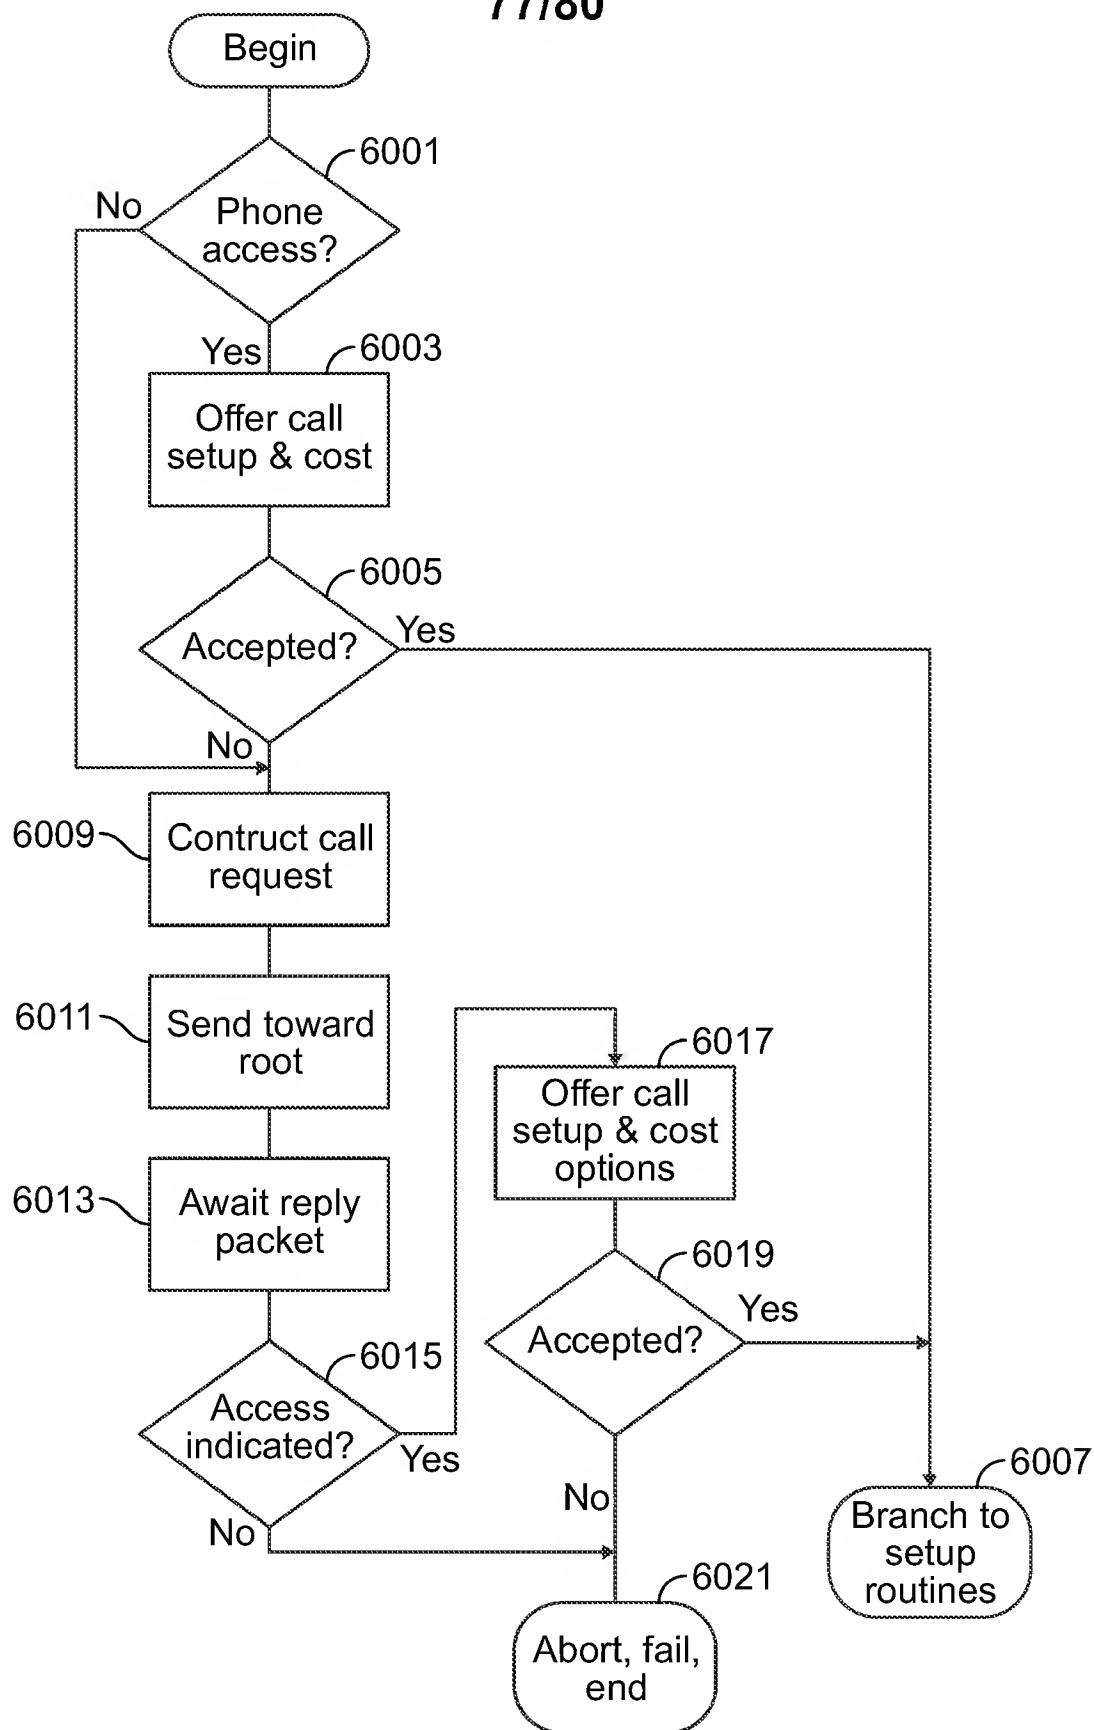 77/80
Begin
6001
No
Phone
access?
Yes
6003
Offer call
setup & cost
6005
Accepted?
Yes
No
6009
Contruct call
request
6011
Send toward
root
6017
Offer call
setup & cost
options
6013
Await reply
packet
6019
Accepted?
Yes
6015
Access
indicated?
Yes
No
No
6007
Branch to
setup
routines
6021
Abort, fail,
end